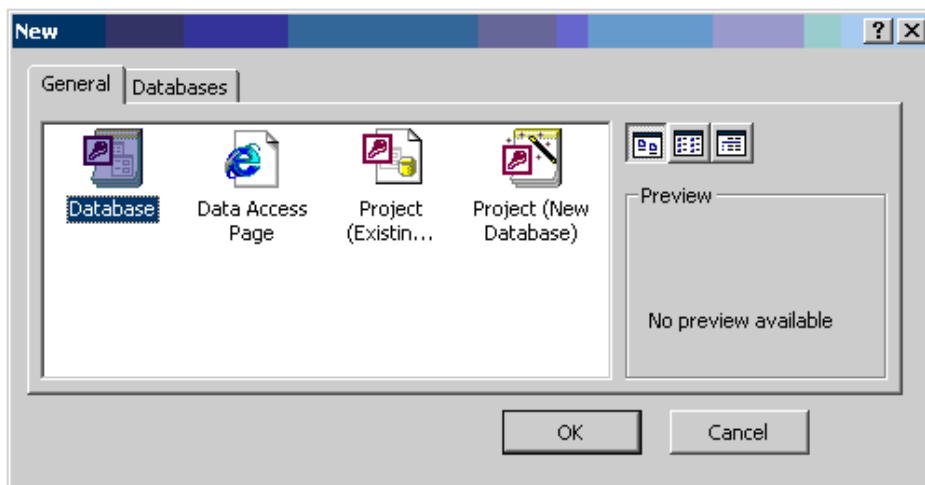 New
General
Databases
Database
Data Access
Page
Project
(Existin...
Project (New
Database)
Preview
No preview available
OK
Cancel